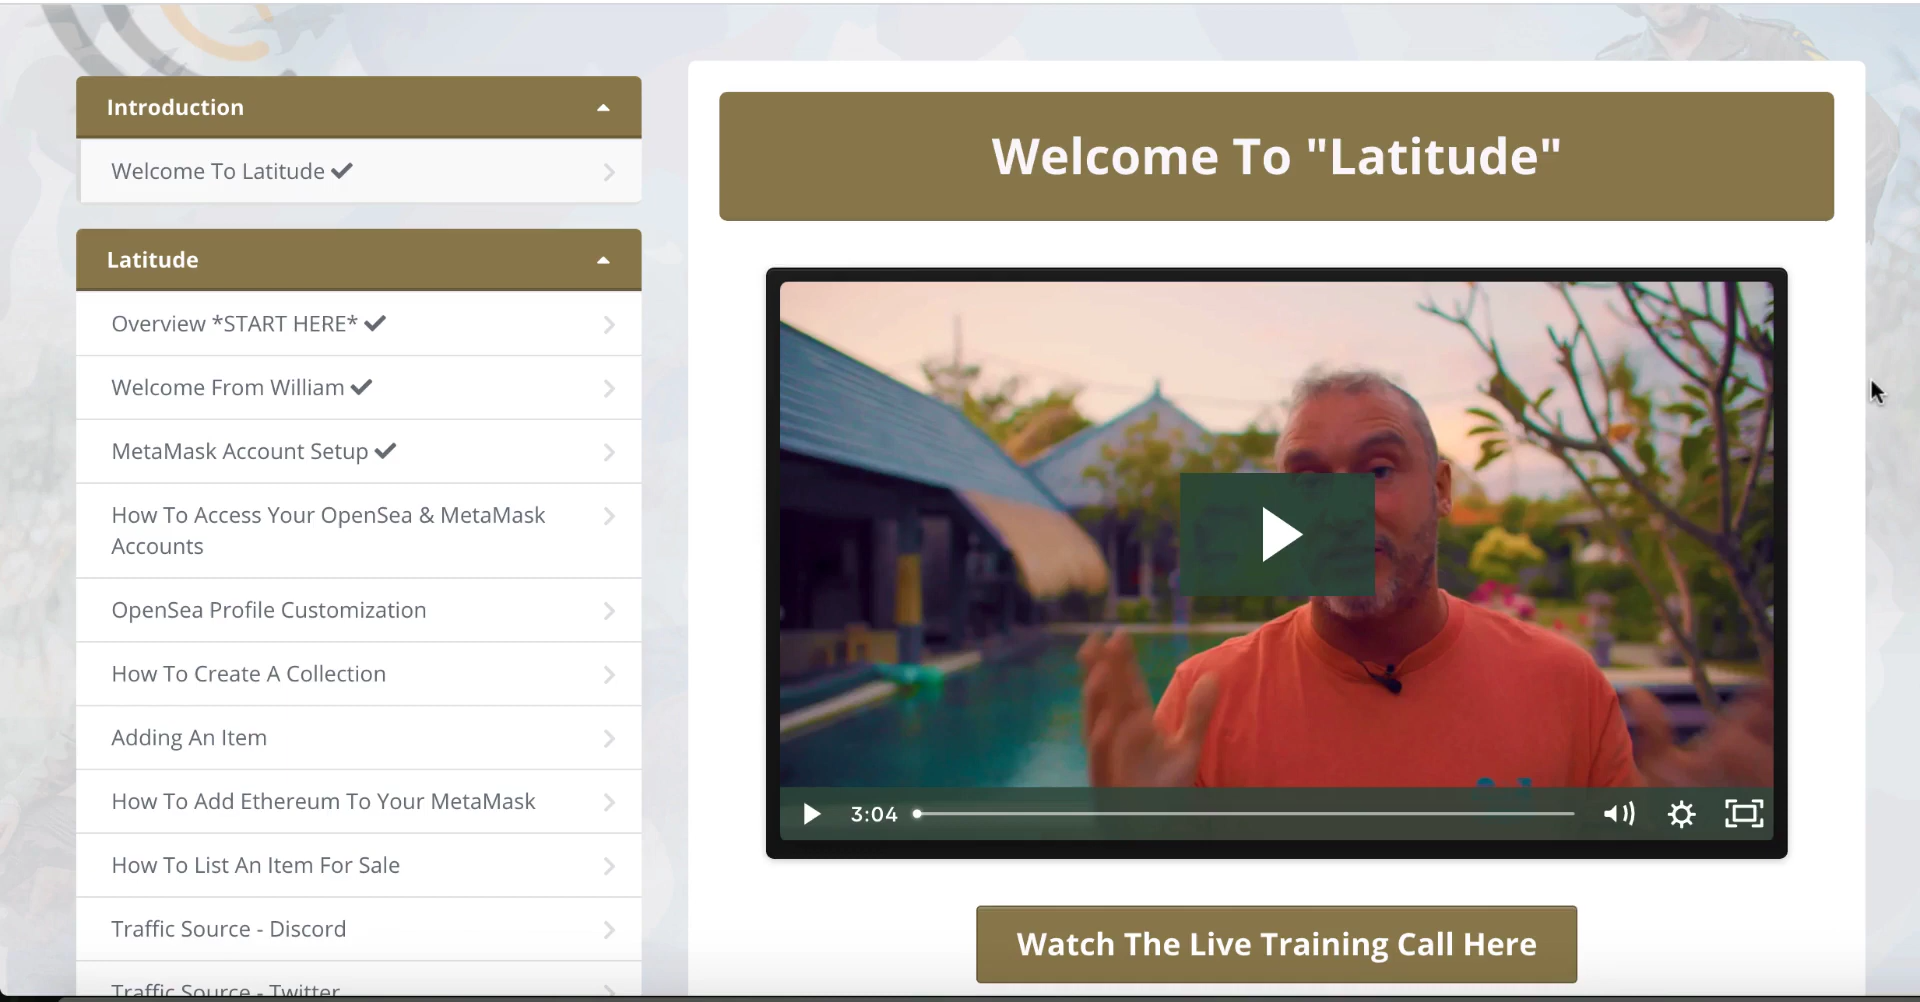 Introduction
Welcome To Latitude
Latitude
Overview *START HERE*
Welcome From William
MetaMask Account Setup
How To Access Your OpenSea & MetaMask
Accounts
OpenSea Profile Customization
How To Create A Collection
Adding An Item
How To Add Ethereum To Your MetaMask
How To List An Item For Sale
Traffic Source - Discord
Traffic Source - Twitter
Welcome To "Latitude"
3:04
Watch The Live Training Call Here